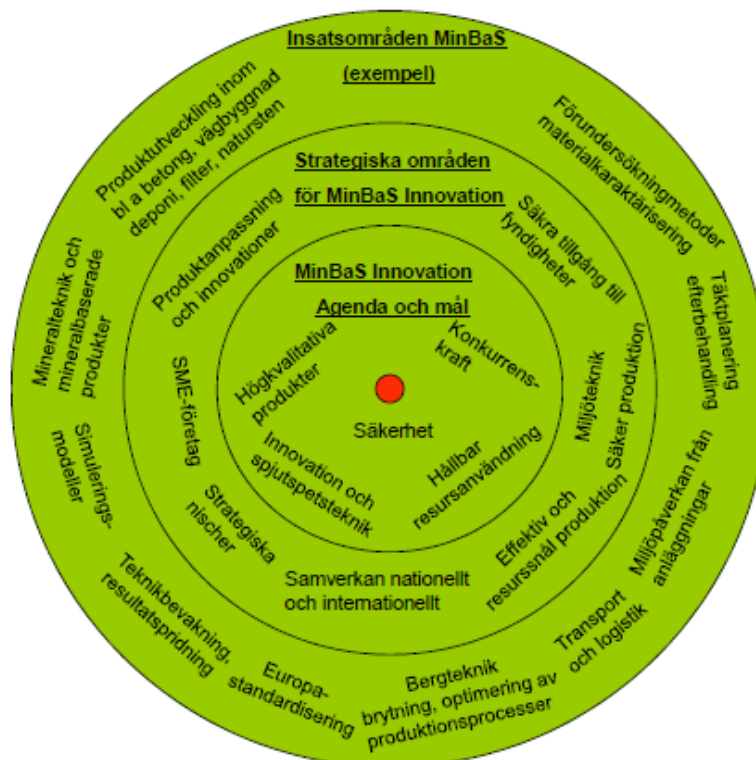 Insatsområden MinBaS
(exempel)
Produktutveckling inom
bl a betong, vägbyggnad
deponi, filter, natursten
Förundersökningmetoder
materialkaraktärisering
Täktplanering
efterbehandling
Miljöpåverkan från
anläggningar
Transport
och logistik
Bergteknik
brytning, optimering av
produktionsprocesser
Europa-
standardisering
Teknikbevakning,
resultatspridning
Simulerings-
modeller
Mineralteknik och
mineralbaserade
produkter
Strategiska områden
för MinBaS Innovation
Produktanpassning
och innovationer
Säkra tillgång till
fyndigheter
Miljöteknik
Säker produktion
Effektiv och
resurssnål produktion
Samverkan nationellt
och internationellt
Strategiska
nischer
SME-företag
MinBaS Innovation
Agenda och mål
Högkvalitativa
produkter
Konkurrens-
kraft
Säkerhet
Innovation och
spjutspetsteknik
Hållbar
resursanvändning